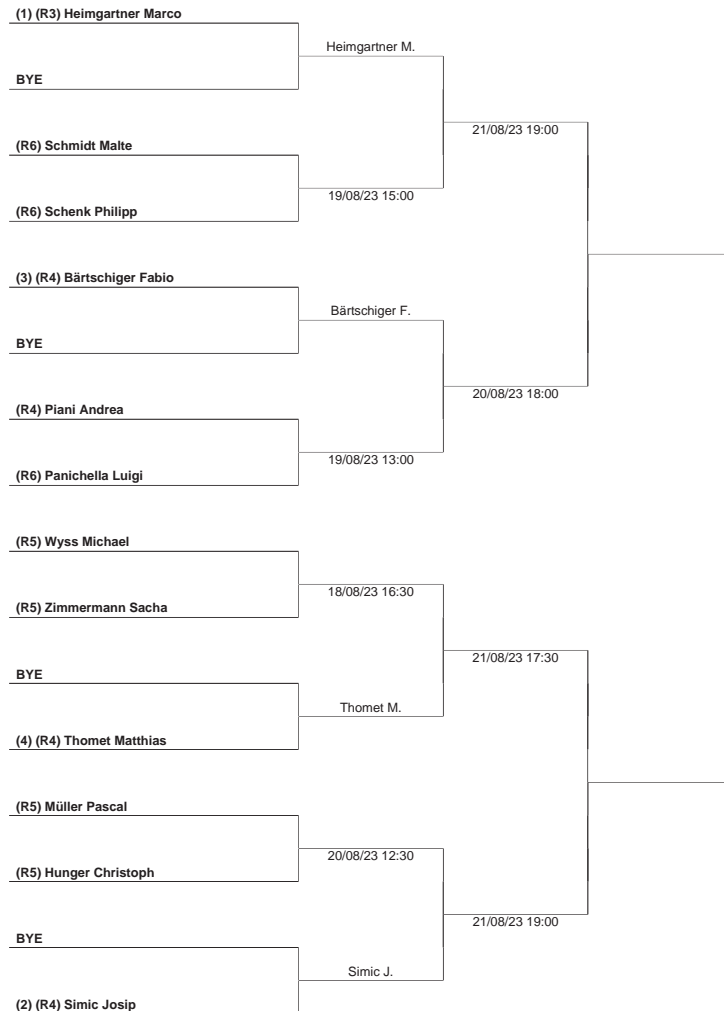 (1) (R3) Heimgartner Marco
Heimgartner M.
BYE
21/08/23 19:00
(R6) Schmidt Malte
19/08/23 15:00
(R6) Schenk Philipp
(3) (R4) Bärtschiger Fabio
Bärtschiger F.
BYE
20/08/23 18:00
(R4) Piani Andrea
19/08/23 13:00
(R6) Panichella Luigi
(R5) Wyss Michael
18/08/23 16:30
(R5) Zimmermann Sacha
21/08/23 17:30
BYE
Thomet M.
(4) (R4) Thomet Matthias
(R5) Müller Pascal
20/08/23 12:30
(R5) Hunger Christoph
21/08/23 19:00
BYE
Simic J.
(2) (R4) Simic Josip